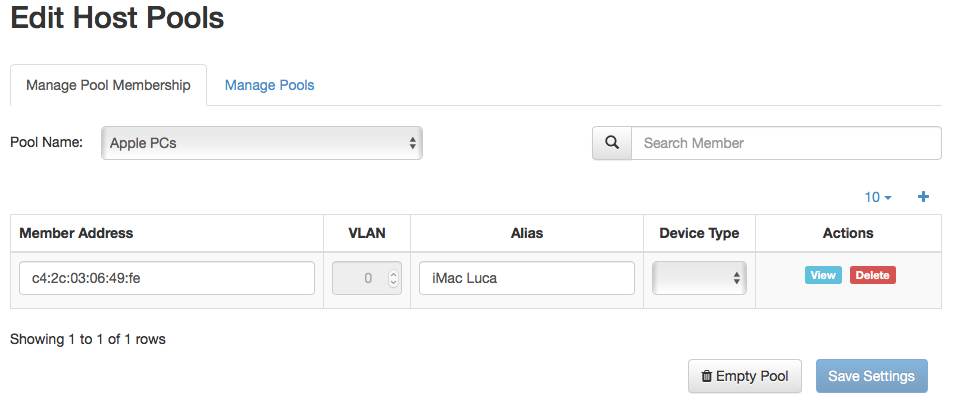 Edit Host Pools
Manage Pool Membership Manage Pools
Pool Name: Apple PCs Search Member
10
Member Address VLAN Alias Device Type Actions
c4:2c:03:06:49:fe 0 iMac Luca View Delete
Showing 1 to 1 of 1 rows
Empty Pool Save Settings